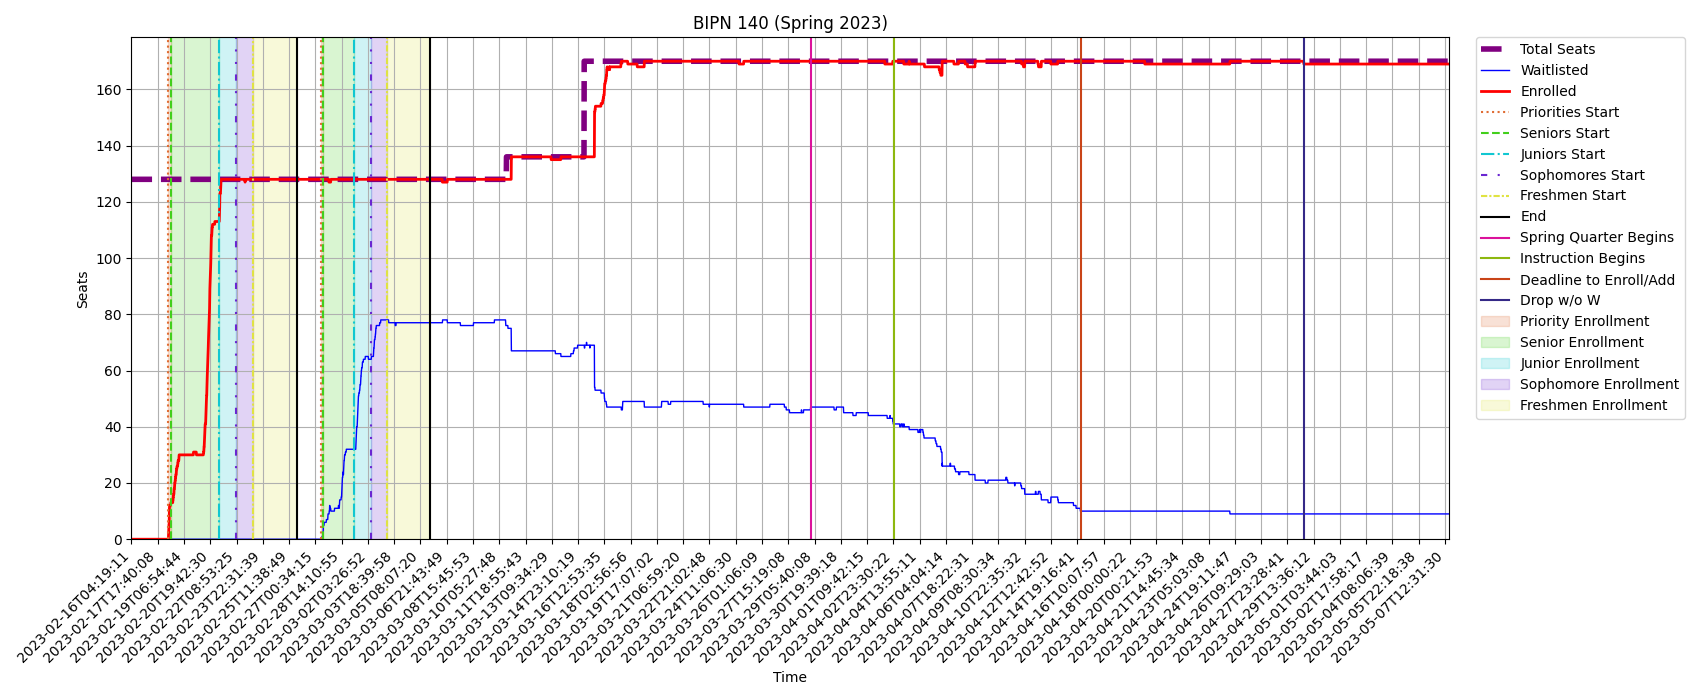 BIPN 140 (Spring 2023)
Seats
160
140
120
100
80
60
40
20
0
2023-02-16T04:19:11
2023-02-17T17:40:08
2023-02-19T06:54:44
2023-02-20T19:42:30
2023-02-22T08:53:25
2023-02-23T22:31:39
2023-02-25T11:38:49
2023-02-27T00:34:15
2023-02-28T14:10:55
2023-03-02T03:26:52
2023-03-03T18:39:58
2023-03-05T08:07:20
2023-03-06T21:43:49
2023-03-08T15:45:53
2023-03-10T05:27:48
2023-03-11T18:55:43
2023-03-13T09:34:29
2023-03-14T23:10:19
2023-03-16T12:53:35
2023-03-18T02:56:56
2023-03-19T17:07:02
2023-03-21T06:59:20
2023-03-22T21:02:48
2023-03-24T11:06:30
2023-03-26T01:06:09
2023-03-27T15:19:08
2023-03-29T05:40:08
2023-03-30T19:39:18
2023-04-01T09:42:15
2023-04-02T23:30:22
2023-04-04T13:55:11
2023-04-06T04:04:14
2023-04-07T18:22:31
2023-04-09T08:30:34
2023-04-10T22:35:32
2023-04-12T12:42:52
2023-04-14T19:16:41
2023-04-16T10:07:57
2023-04-18T00:00:22
2023-04-20T00:21:53
2023-04-21T14:45:34
2023-04-23T05:03:08
2023-04-24T19:11:47
2023-04-26T09:29:03
2023-04-27T23:28:41
2023-04-29T13:36:12
2023-05-01T03:44:03
2023-05-02T17:58:17
2023-05-04T08:06:39
2023-05-05T22:18:38
2023-05-07T12:31:30
Time
Total Seats
Waitlisted
Enrolled
Priorities Start
Seniors Start
Juniors Start
Sophomores Start
Freshmen Start
End
Spring Quarter Begins
Instruction Begins
Deadline to Enroll/Add
Drop w/o W
Priority Enrollment
Senior Enrollment
Junior Enrollment
Sophomore Enrollment
Freshmen Enrollment